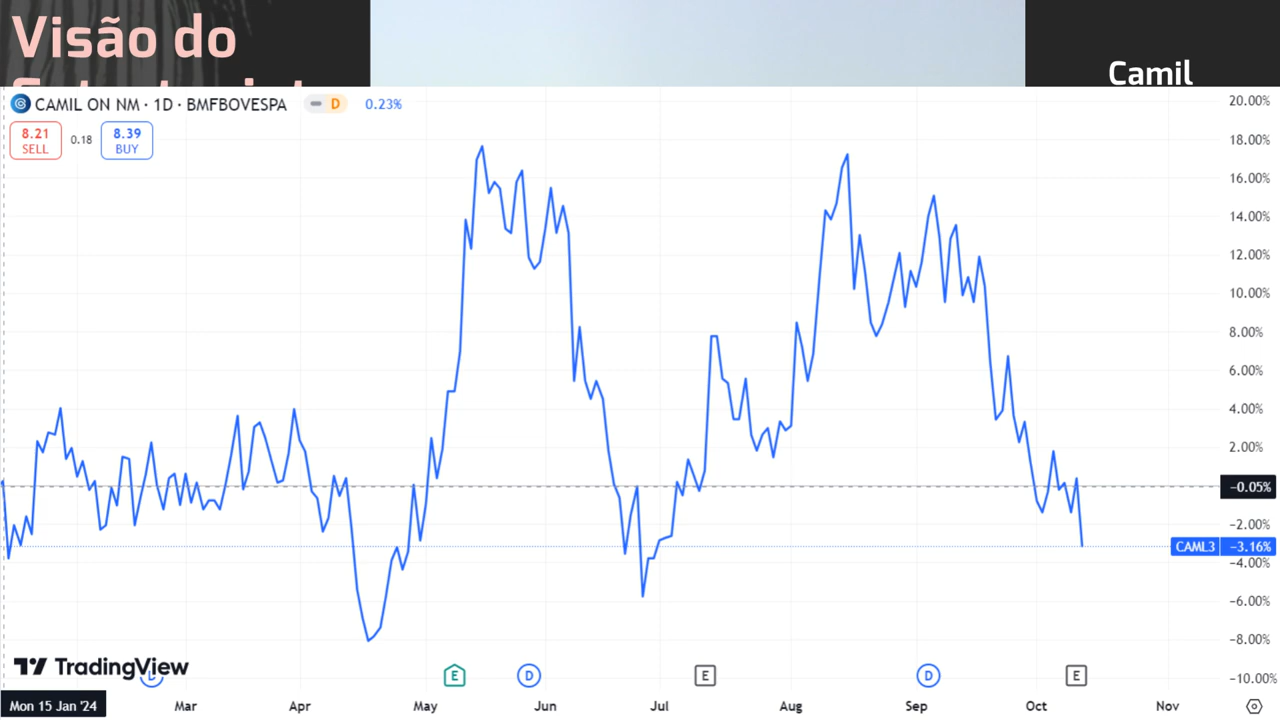 Visão do
Camil
CAMIL ON NM · 1D · BMFBOVESPA
D
0.23%
8.21
SELL
0.18
8.39
BUY
20.00%
18.00%
16.00%
14.00%
12.00%
10.00%
8.00%
6.00%
4.00%
2.00%
−0.05%
−2.00%
CAML3 −3.16%
−4.00%
−6.00%
−8.00%
−10.00%
TradingView
D
E
D
E
D
E
Mon 15 Jan '24
Mar
Apr
May
Jun
Jul
Aug
Sep
Oct
Nov